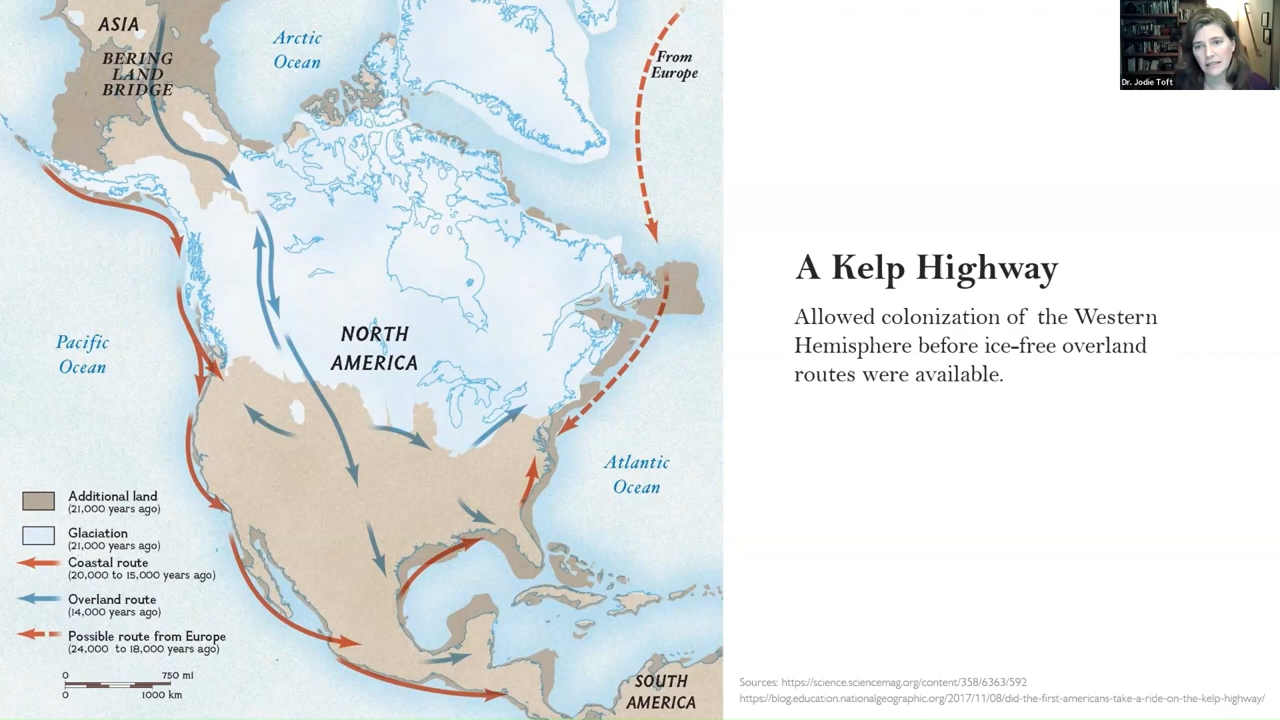 ASIA
BERING
LAND
BRIDGE
Arctic
Ocean
From
Europe
Dr. Jodie Toft
NORTH
AMERICA
Pacific
Ocean
Atlantic
Ocean
SOUTH
AMERICA
Additional land
(21,000 years ago)
Glaciation
(21,000 years ago)
Coastal route
(20,000 to 15,000 years ago)
Overland route
(14,000 years ago)
Possible route from Europe
(24,000 to 18,000 years ago)
0 750 mi
0 1000 km
A Kelp Highway
Allowed colonization of the Western
Hemisphere before ice-free overland
routes were available.
Sources: https://science.sciencemag.org/content/358/6363/592
https://blog.education.nationalgeographic.org/2017/11/08/did-the-first-americans-take-a-ride-on-the-kelp-highway/